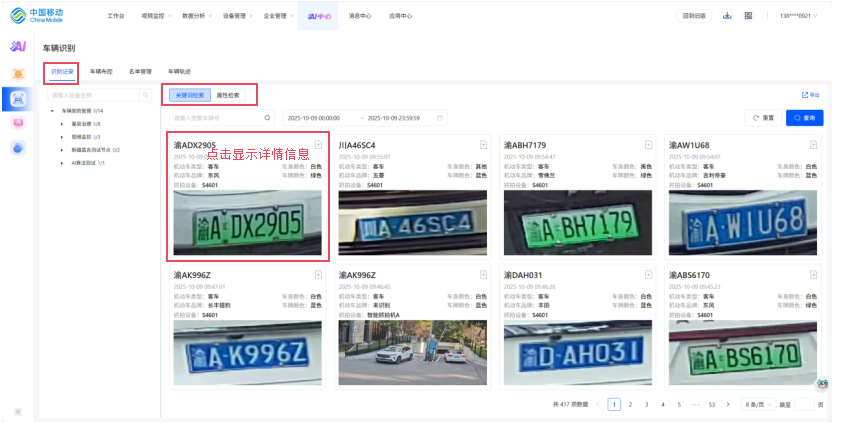 中国移动
China Mobile
工作台 视频监控 数据分析 设备管理 企业管理 AI中心 消息中心 应用中心
回到旧版 138****0921
AI
车辆识别
识别记录 车辆布控 名单管理 车辆轨迹
请输入设备名称
车辆安防管理 9/14
基层治理 1/8
视频监控 3/3
新疆昌吉测试节点 0/2
AI算法测试 1/1
关键词检索 属性检索
导出
请输入完整车牌号 2025-10-09 00:00:00 2025-10-09 23:59:59
重置 查询
渝ADX2905
2025-10-09
点击显示详情信息
机动车类型: 客车 车身颜色: 白色
机动车品牌: 东风 车牌颜色: 绿色
抓拍设备: S4601
渝A·DX2905
川A46SC4
2025-10-09 09:55:07
机动车类型: 客车 车身颜色: 其他
机动车品牌: 五菱 车牌颜色: 蓝色
抓拍设备: S4601
川A·46SC4
渝ABH7179
2025-10-09 09:54:47
机动车类型: 客车 车身颜色: 黑色
机动车品牌: 雪佛兰 车牌颜色: 绿色
抓拍设备: S4601
渝A·BH7179
渝AW1U68
2025-10-09 09:54:07
机动车类型: 客车 车身颜色: 白色
机动车品牌: 吉利帝豪 车牌颜色: 蓝色
抓拍设备: S4601
渝A·W1U68
渝AK996Z
2025-10-09 09:47:01
机动车类型: 客车 车身颜色: 白色
机动车品牌: 长丰猎豹 车牌颜色: 蓝色
抓拍设备: S4601
渝A·K996Z
渝AK996Z
2025-10-09 09:46:45
机动车类型: 客车 车身颜色: 白色
机动车品牌: 未识别 车牌颜色: 蓝色
抓拍设备: 智能抓拍机A
渝DAH031
2025-10-09 09:46:26
机动车类型: 客车 车身颜色: 白色
机动车品牌: 丰田 车牌颜色: 蓝色
抓拍设备: S4601
渝D·AH031
渝ABS6170
2025-10-09 09:45:23
机动车类型: 客车 车身颜色: 白色
机动车品牌: 东风 车牌颜色: 绿色
抓拍设备: S4601
渝A·BS6170
共 417 项数据 1 2 3 4 5 ··· 53 8 条/页 跳至 页